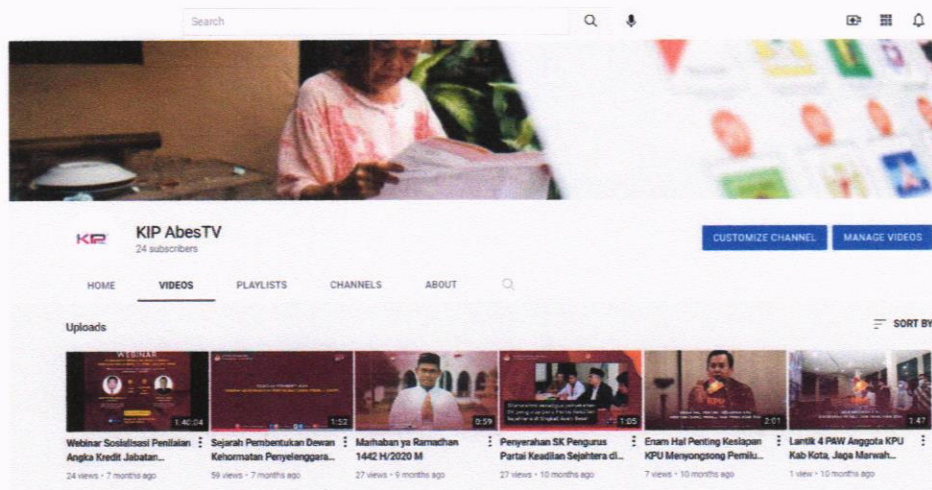 Search
KIP
KIP AbesTV
24 subscribers
CUSTOMIZE CHANNEL
MANAGE VIDEOS
HOME
VIDEOS
PLAYLISTS
CHANNELS
ABOUT
Uploads
SORT BY
WEBINAR
1:40:04
1:52
0:59
1:05
2:01
1:47
Webinar Sosialisasi Penilaian
Angka Kredit Jabatan...
24 views • 7 months ago
Sejarah Pembentukan Dewan
Kehormatan Penyelenggara...
59 views • 7 months ago
Marhaban ya Ramadhan
1442 H/2020 M
27 views • 9 months ago
Penyerahan SK Pengurus
Partai Keadilan Sejahtera di...
27 views • 10 months ago
Enam Hal Penting Kesiapan
KPU Menyongsong Pemilu...
7 views • 10 months ago
Lantik 4 PAW Anggota KPU
Kab Kota, Jaga Marwah...
1 view • 10 months ago